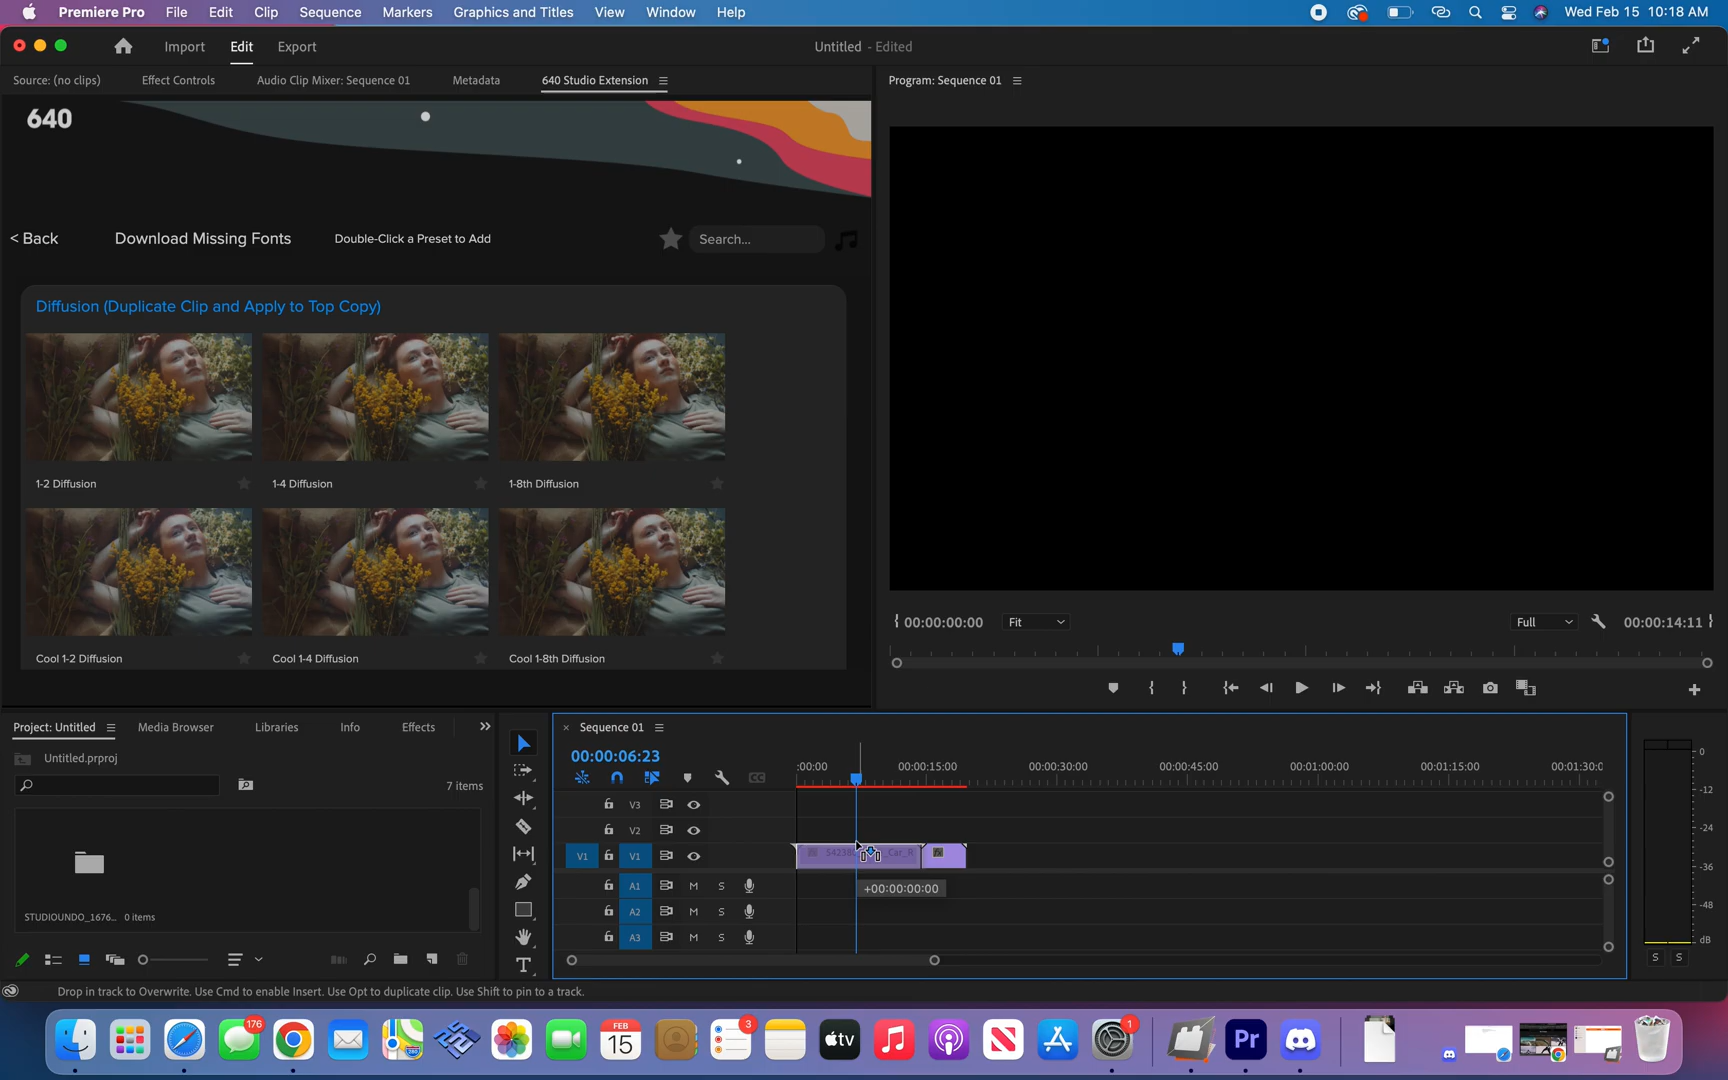 Premiere Pro File Edit Clip Sequence Markers Graphics and Titles View Window Help Wed Feb 15 10:18 AM
Import Edit Export Untitled - Edited
Source: (no clips) Effect Controls Audio Clip Mixer: Sequence 01 Metadata 640 Studio Extension Program: Sequence 01
640
< Back Download Missing Fonts Double-Click a Preset to Add Search...
Diffusion (Duplicate Clip and Apply to Top Copy)
1-2 Diffusion 1-4 Diffusion 1-8th Diffusion
Cool 1-2 Diffusion Cool 1-4 Diffusion Cool 1-8th Diffusion
00:00:00:00 Fit Full 00:00:14:11
Project: Untitled Media Browser Libraries Info Effects
Untitled.prproj
7 items
STUDIOUNDO_1676... 0 items
Sequence 01
00:00:06:23
:00:00 00:00:15:00 00:00:30:00 00:00:45:00 00:01:00:00 00:01:15:00 00:01:30:0
V3
V2
V1 V1
A1 M S
A2 M S
A3 M S
+00:00:00:00
0
-12
-24
-36
-48
dB
S S
Drop in track to Overwrite. Use Cmd to enable Insert. Use Opt to duplicate clip. Use Shift to pin to a track.
176
FEB
15
3
tv
1
Pr